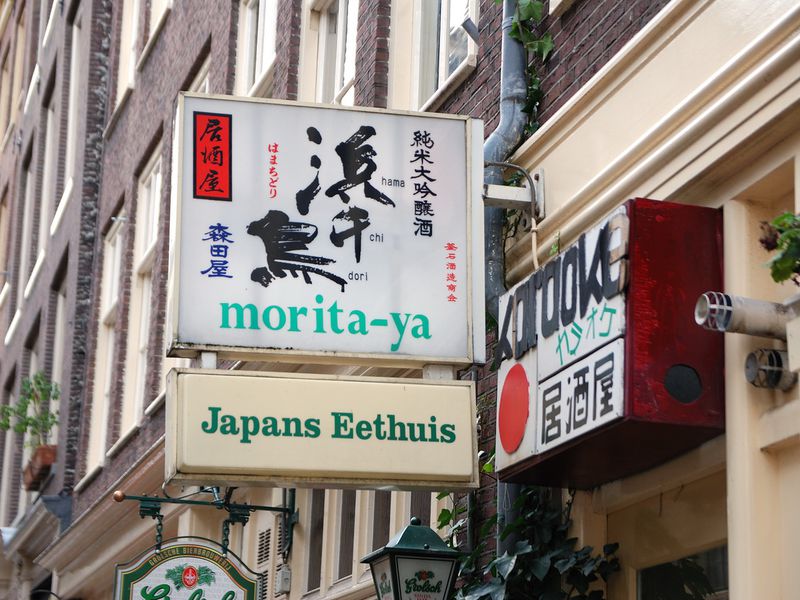 居酒屋
はまちどり
浜千鳥
hama
chi
dori
純米大吟醸酒
釜石酒造商会
森田屋
morita-ya
Japans Eethuis
Karaoke
カラオケ
居酒屋
Grolsch
Grolsch